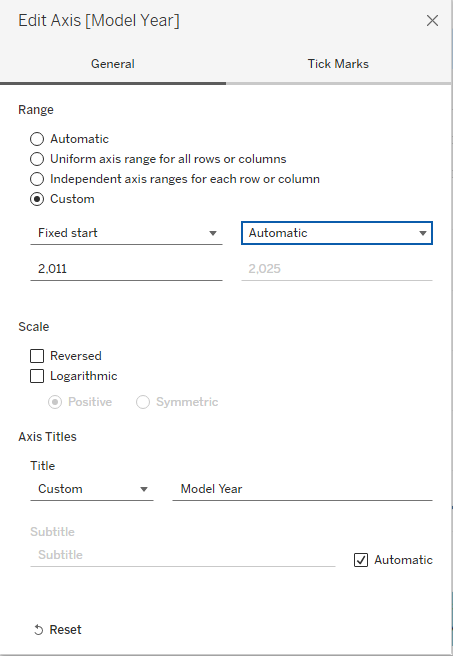 Edit Axis [Model Year]
General Tick Marks
Range
Automatic
Uniform axis range for all rows or columns
Independent axis ranges for each row or column
Custom
Fixed start Automatic
2,011 2,025
Scale
Reversed
Logarithmic
Positive Symmetric
Axis Titles
Title
Custom Model Year
Subtitle
Subtitle Automatic
Reset